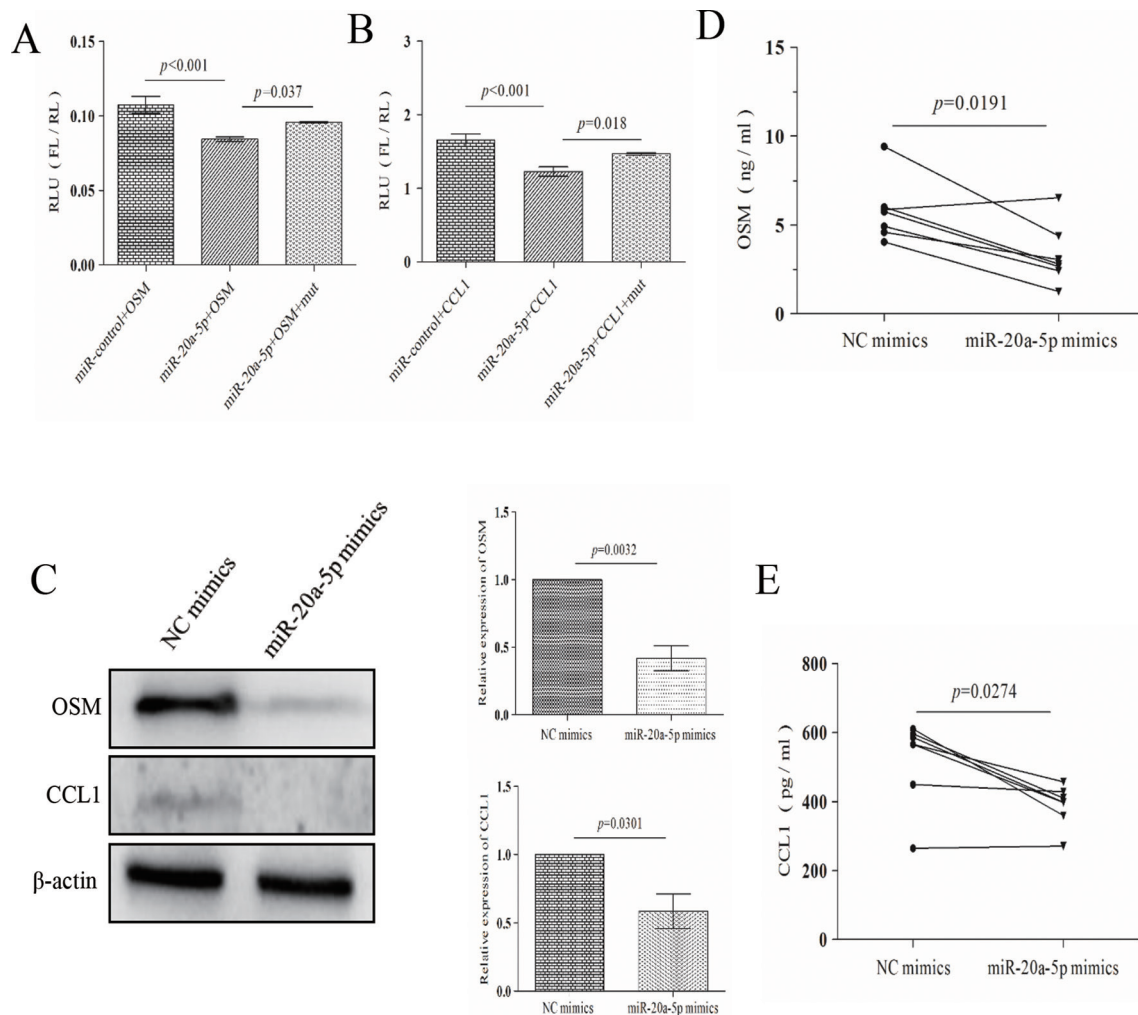 A
RLU ( FL / RL )
0.15
0.10
0.05
0.00
p<0.001
p=0.037
miR-control+OSM
miR-20a-5p+OSM
miR-20a-5p+OSM+mut
B
RLU ( FL / RL )
3
2
1
0
p<0.001
p=0.018
miR-control+CCL1
miR-20a-5p+CCL1
miR-20a-5p+CCL1+mut
D
OSM ( ng / ml )
15
10
5
0
p=0.0191
NC mimics
miR-20a-5p mimics
C
NC mimics
miR-20a-5p mimics
OSM
CCL1
β-actin
Relative expression of OSM
1.5
1.0
0.5
0.0
p=0.0032
NC mimics
miR-20a-5p mimics
Relative expression of CCL1
1.5
1.0
0.5
0.0
p=0.0301
NC mimics
miR-20a-5p mimics
E
CCL1 ( pg / ml )
800
600
400
200
0
p=0.0274
NC mimics
miR-20a-5p mimics